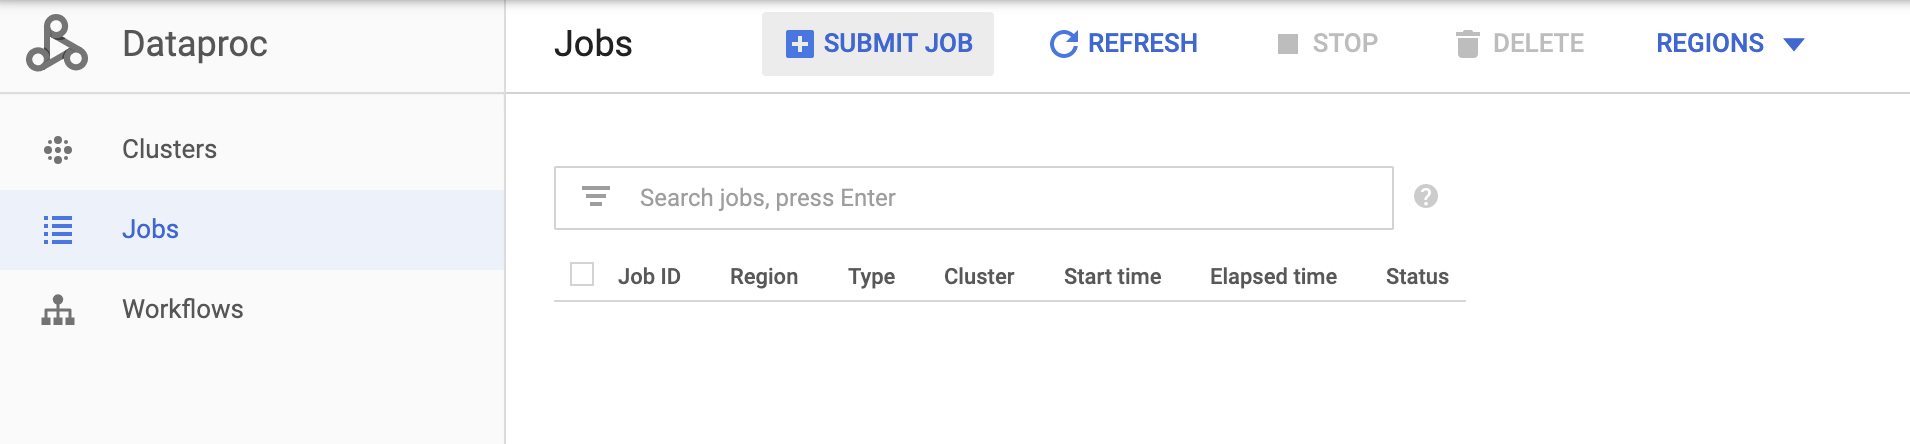 Dataproc
Jobs SUBMIT JOB REFRESH STOP DELETE REGIONS
Clusters
Jobs
Workflows
Search jobs, press Enter ?
Job ID Region Type Cluster Start time Elapsed time Status